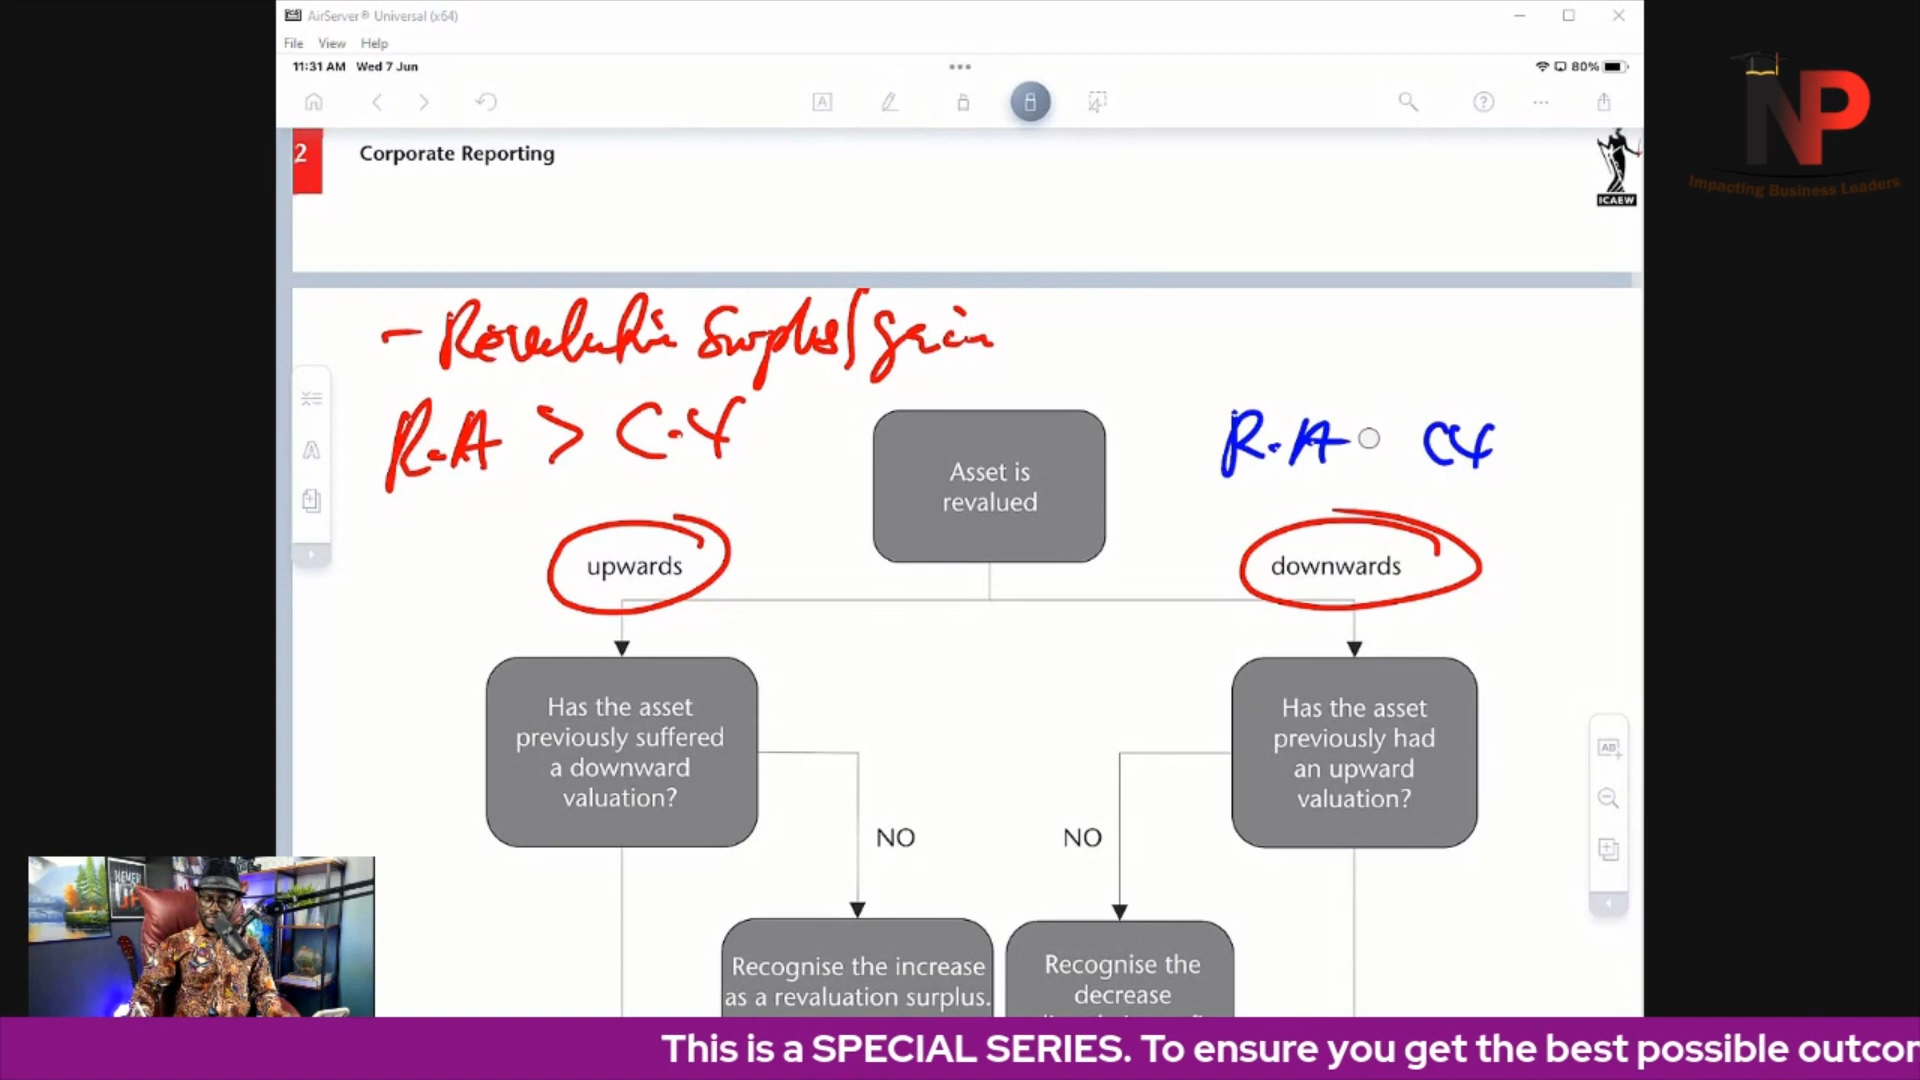 AirServer® Universal (x64)
File View Help
11:31 AM Wed 7 Jun
80%
NP
Impacting Business Leaders
2 Corporate Reporting
ICAEW
- Revaluation Surplus/gain
R.A > C.V
R.A CV
Asset is
revalued
upwards
downwards
Has the asset
previously suffered
a downward
valuation?
Has the asset
previously had
an upward
valuation?
NO
NO
Recognise the increase
as a revaluation surplus.
Recognise the
decrease
This is a SPECIAL SERIES. To ensure you get the best possible outcor